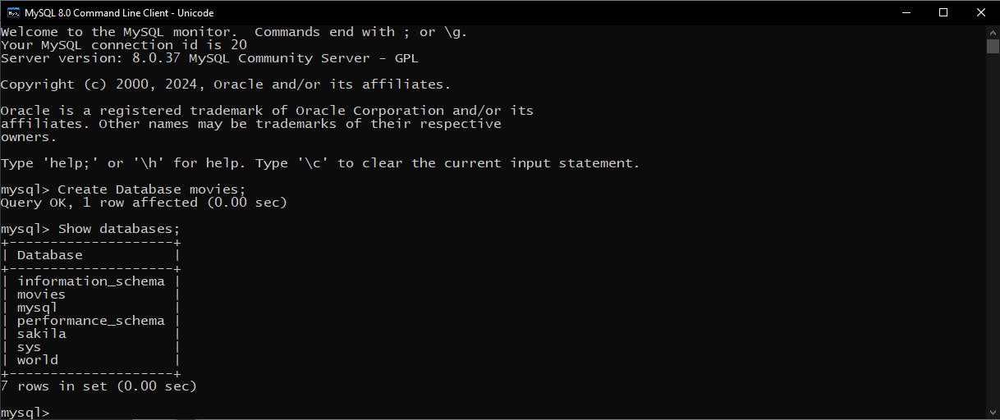 MySQL 8.0 Command Line Client - Unicode
Welcome to the MySQL monitor.  Commands end with ; or \g.
Your MySQL connection id is 20
Server version: 8.0.37 MySQL Community Server - GPL
Copyright (c) 2000, 2024, Oracle and/or its affiliates.
Oracle is a registered trademark of Oracle Corporation and/or its
affiliates. Other names may be trademarks of their respective
owners.
Type 'help;' or '\h' for help. Type '\c' to clear the current input statement.
mysql> Create Database movies;
Query OK, 1 row affected (0.00 sec)
mysql> Show databases;
+--------------------+
| Database           |
+--------------------+
| information_schema |
| movies             |
| mysql              |
| performance_schema |
| sakila             |
| sys                |
| world              |
+--------------------+
7 rows in set (0.00 sec)
mysql>